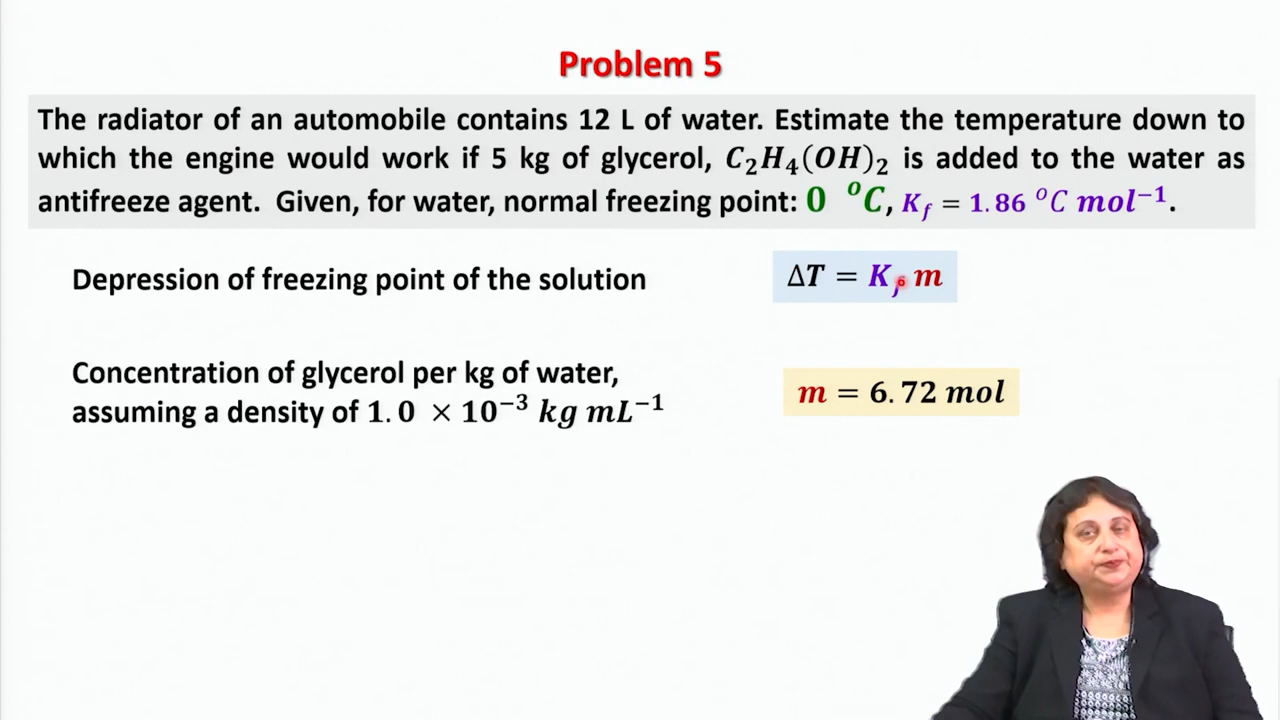 Problem 5
The radiator of an automobile contains 12 L of water. Estimate the temperature down to
which the engine would work if 5 kg of glycerol, C₂H₄(OH)₂ is added to the water as
antifreeze agent. Given, for water, normal freezing point: 0 °C, K_f = 1.86 °C mol⁻¹.
Depression of freezing point of the solution
ΔT = K_f m
Concentration of glycerol per kg of water,
assuming a density of 1.0 × 10⁻³ kg mL⁻¹
m = 6.72 mol